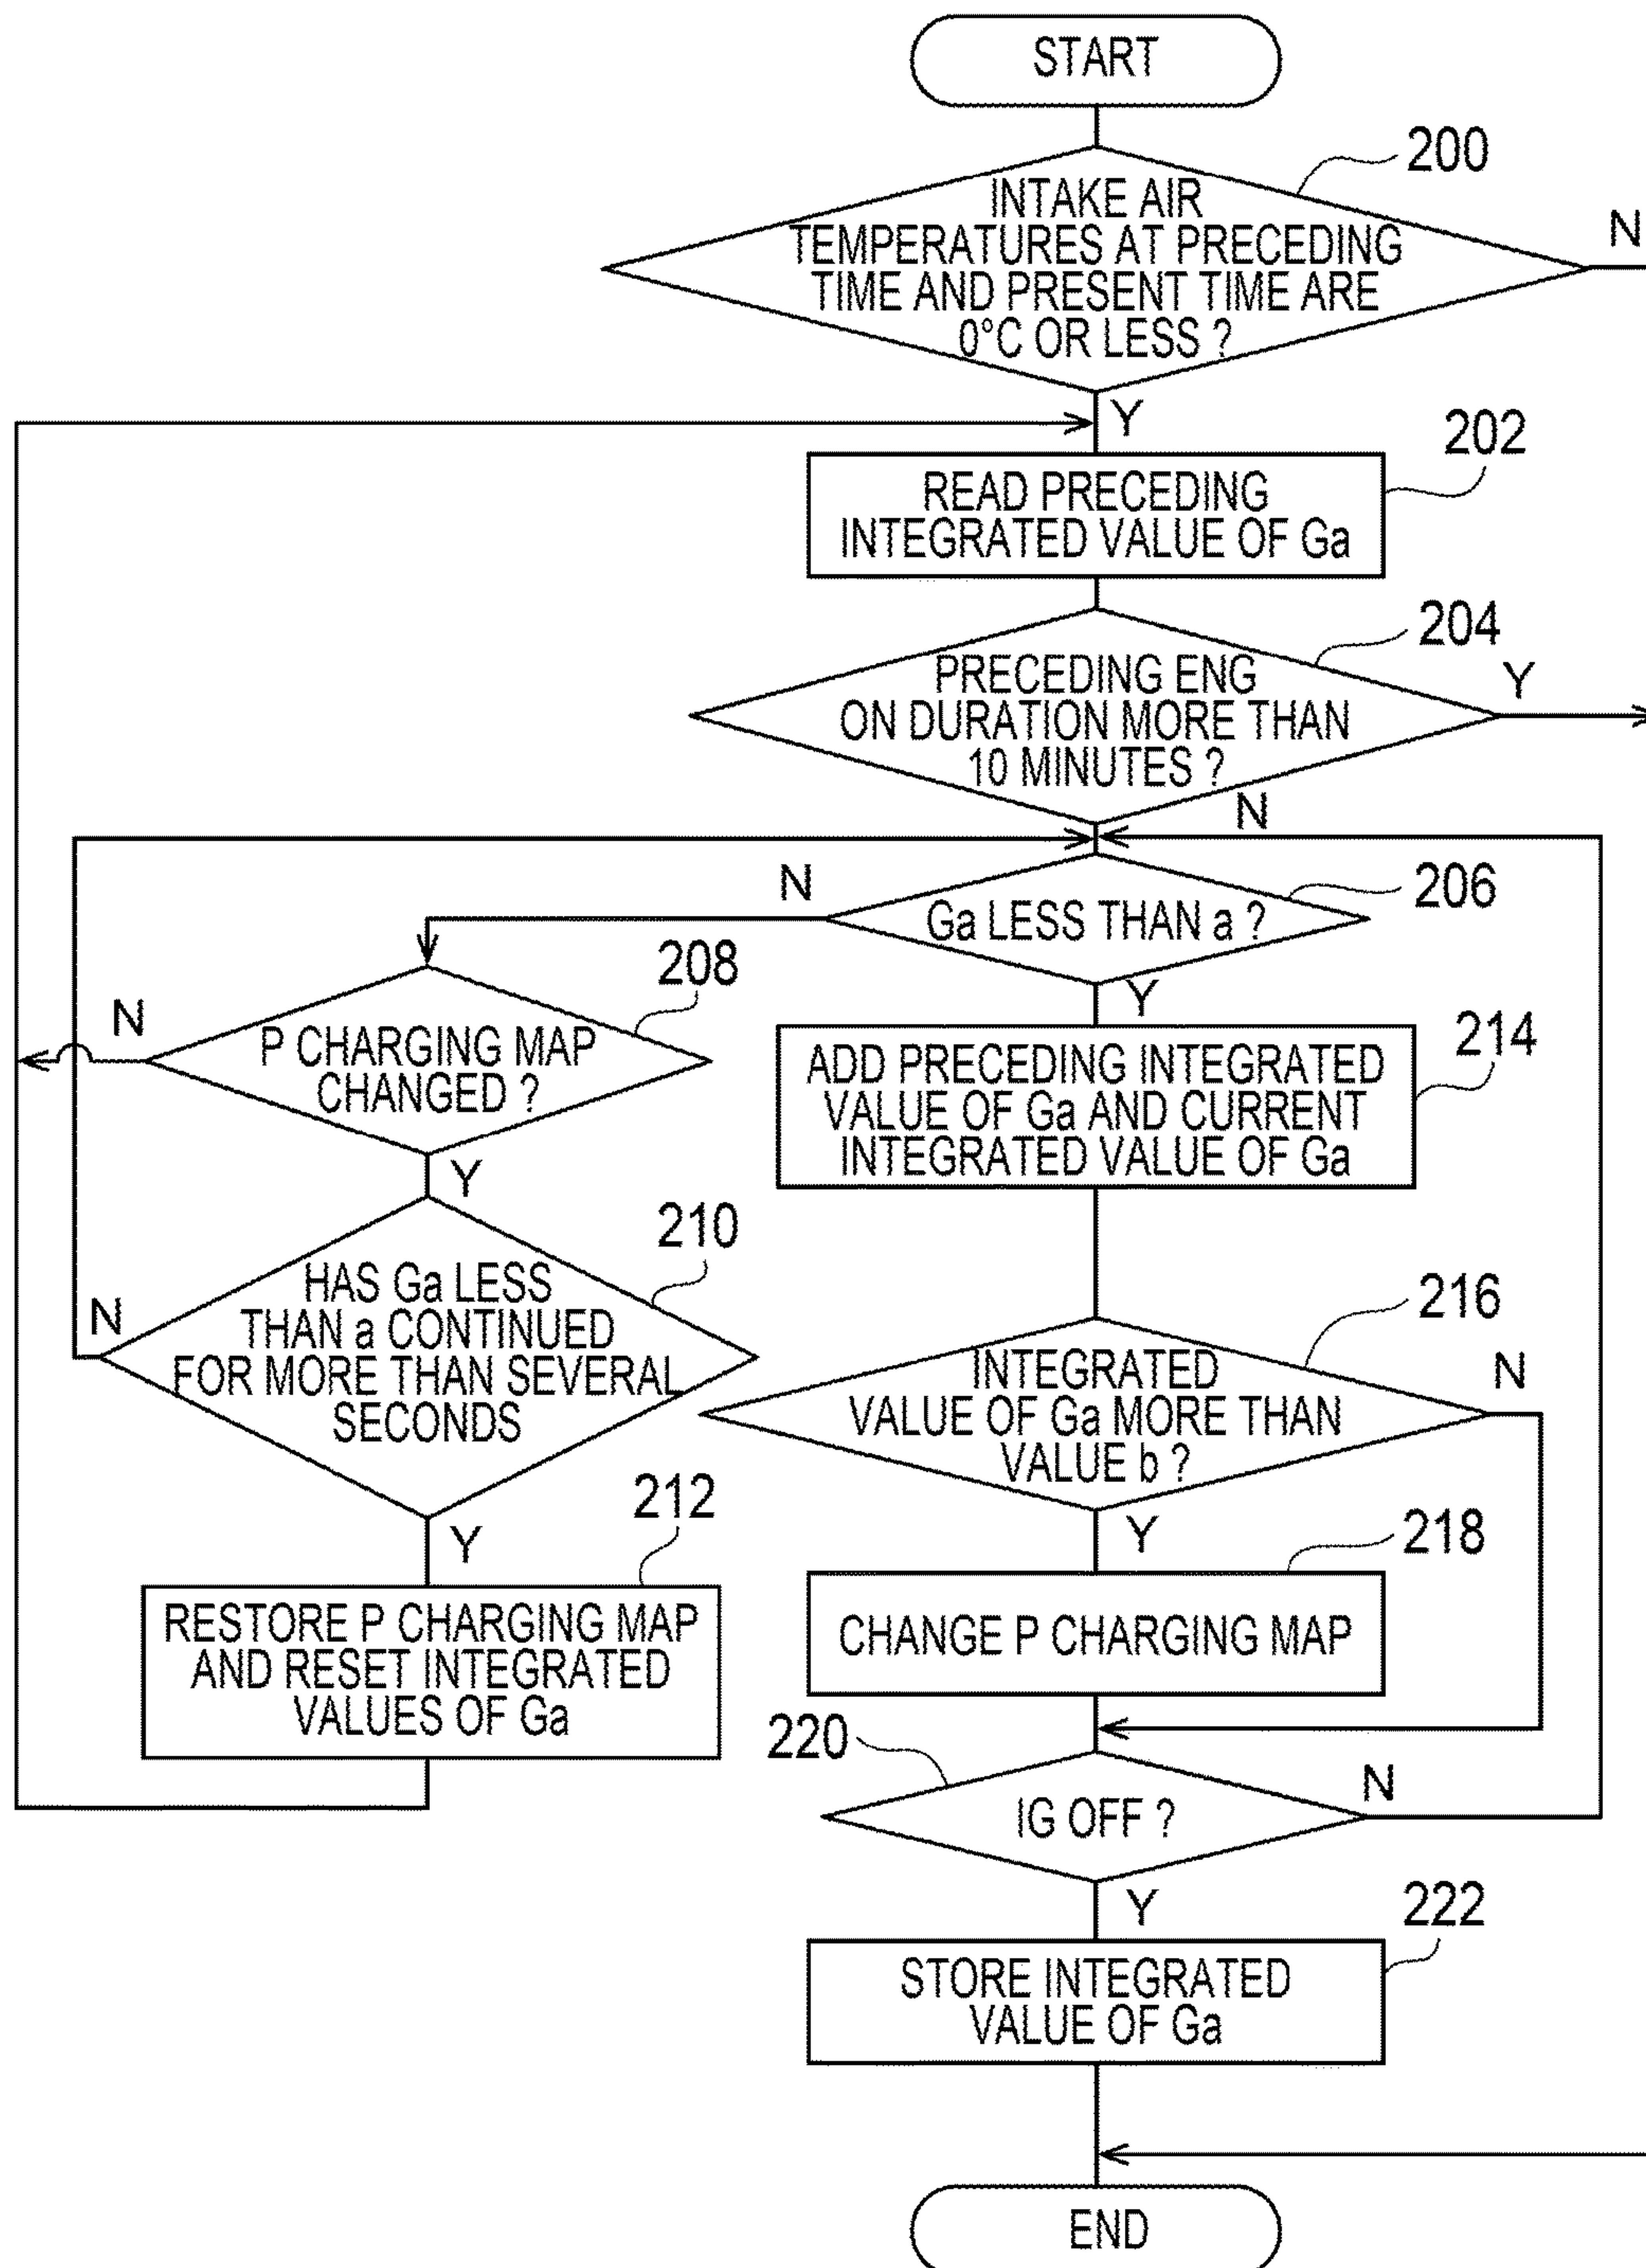 START
200
INTAKE AIR
TEMPERATURES AT PRECEDING
TIME AND PRESENT TIME ARE
0°C OR LESS ?
N
Y
202
READ PRECEDING
INTEGRATED VALUE OF Ga
204
PRECEDING ENG
ON DURATION MORE THAN
10 MINUTES ?
Y
N
206
Ga LESS THAN a ?
N
Y
208
P CHARGING MAP
CHANGED ?
N
Y
210
HAS Ga LESS
THAN a CONTINUED
FOR MORE THAN SEVERAL
SECONDS
N
Y
212
RESTORE P CHARGING MAP
AND RESET INTEGRATED
VALUES OF Ga
214
ADD PRECEDING INTEGRATED
VALUE OF Ga AND CURRENT
INTEGRATED VALUE OF Ga
216
INTEGRATED
VALUE OF Ga MORE THAN
VALUE b ?
N
Y
218
CHANGE P CHARGING MAP
220
IG OFF ?
N
Y
222
STORE INTEGRATED
VALUE OF Ga
END